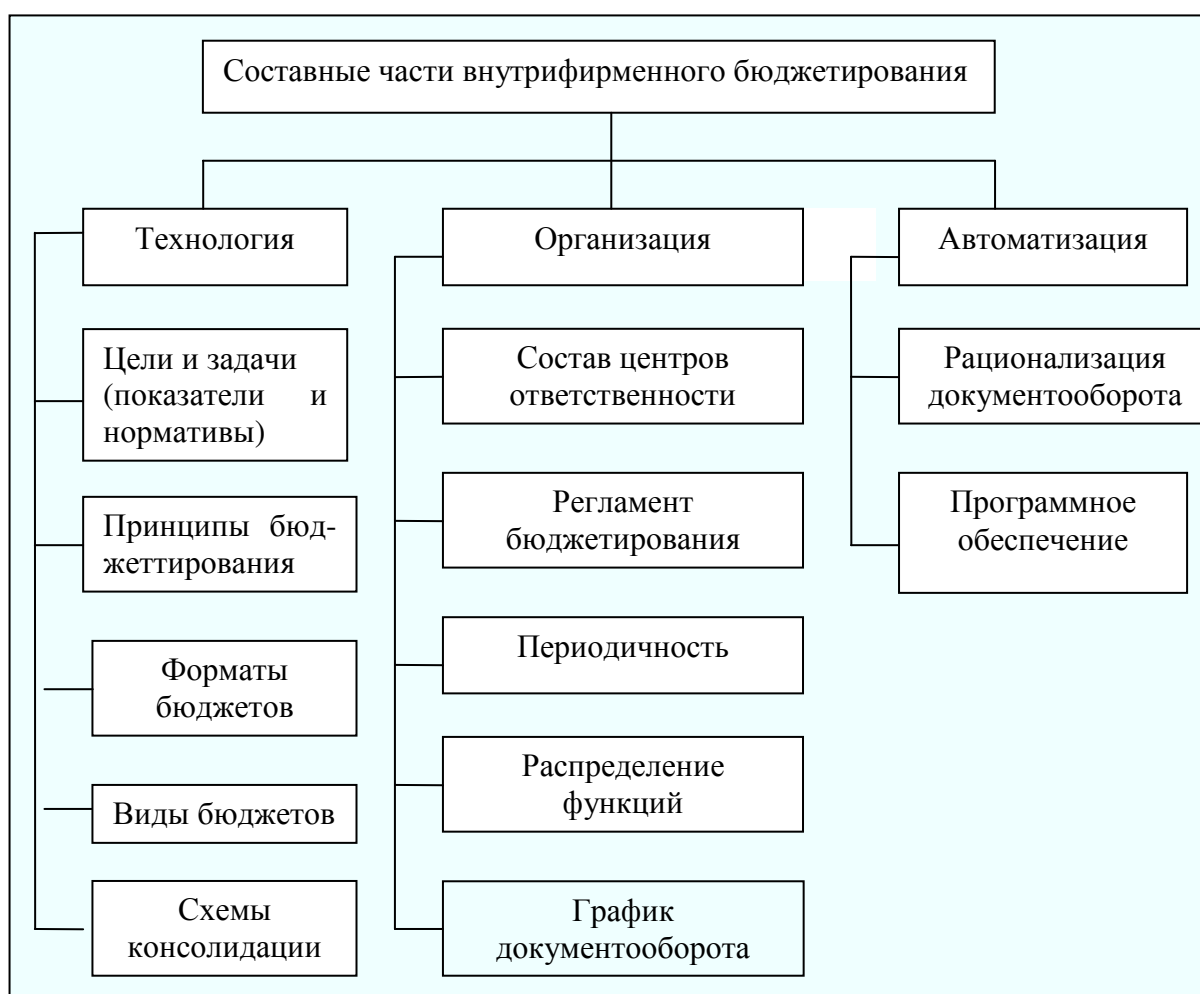 Составные части внутрифирменного бюджетирования
Технология
Организация
Автоматизация
Цели и задачи
(показатели и
нормативы)
Состав центров
ответственности
Рационализация
документооборота
Принципы бюд-
жеттирования
Регламент
бюджетирования
Программное
обеспечение
Форматы
бюджетов
Периодичность
Виды бюджетов
Распределение
функций
Схемы
консолидации
График
документооборота